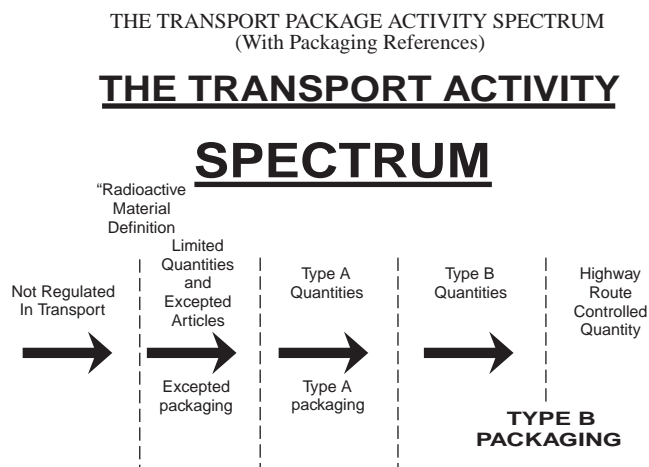 THE TRANSPORT PACKAGE ACTIVITY SPECTRUM
(With Packaging References)
THE TRANSPORT ACTIVITY
SPECTRUM
“Radioactive
Material
Definition
Not Regulated
In Transport
Limited
Quantities
and
Excepted
Articles
Type A
Quantities
Type B
Quantities
Highway
Route
Controlled
Quantity
Excepted
packaging
Type A
packaging
TYPE B
PACKAGING